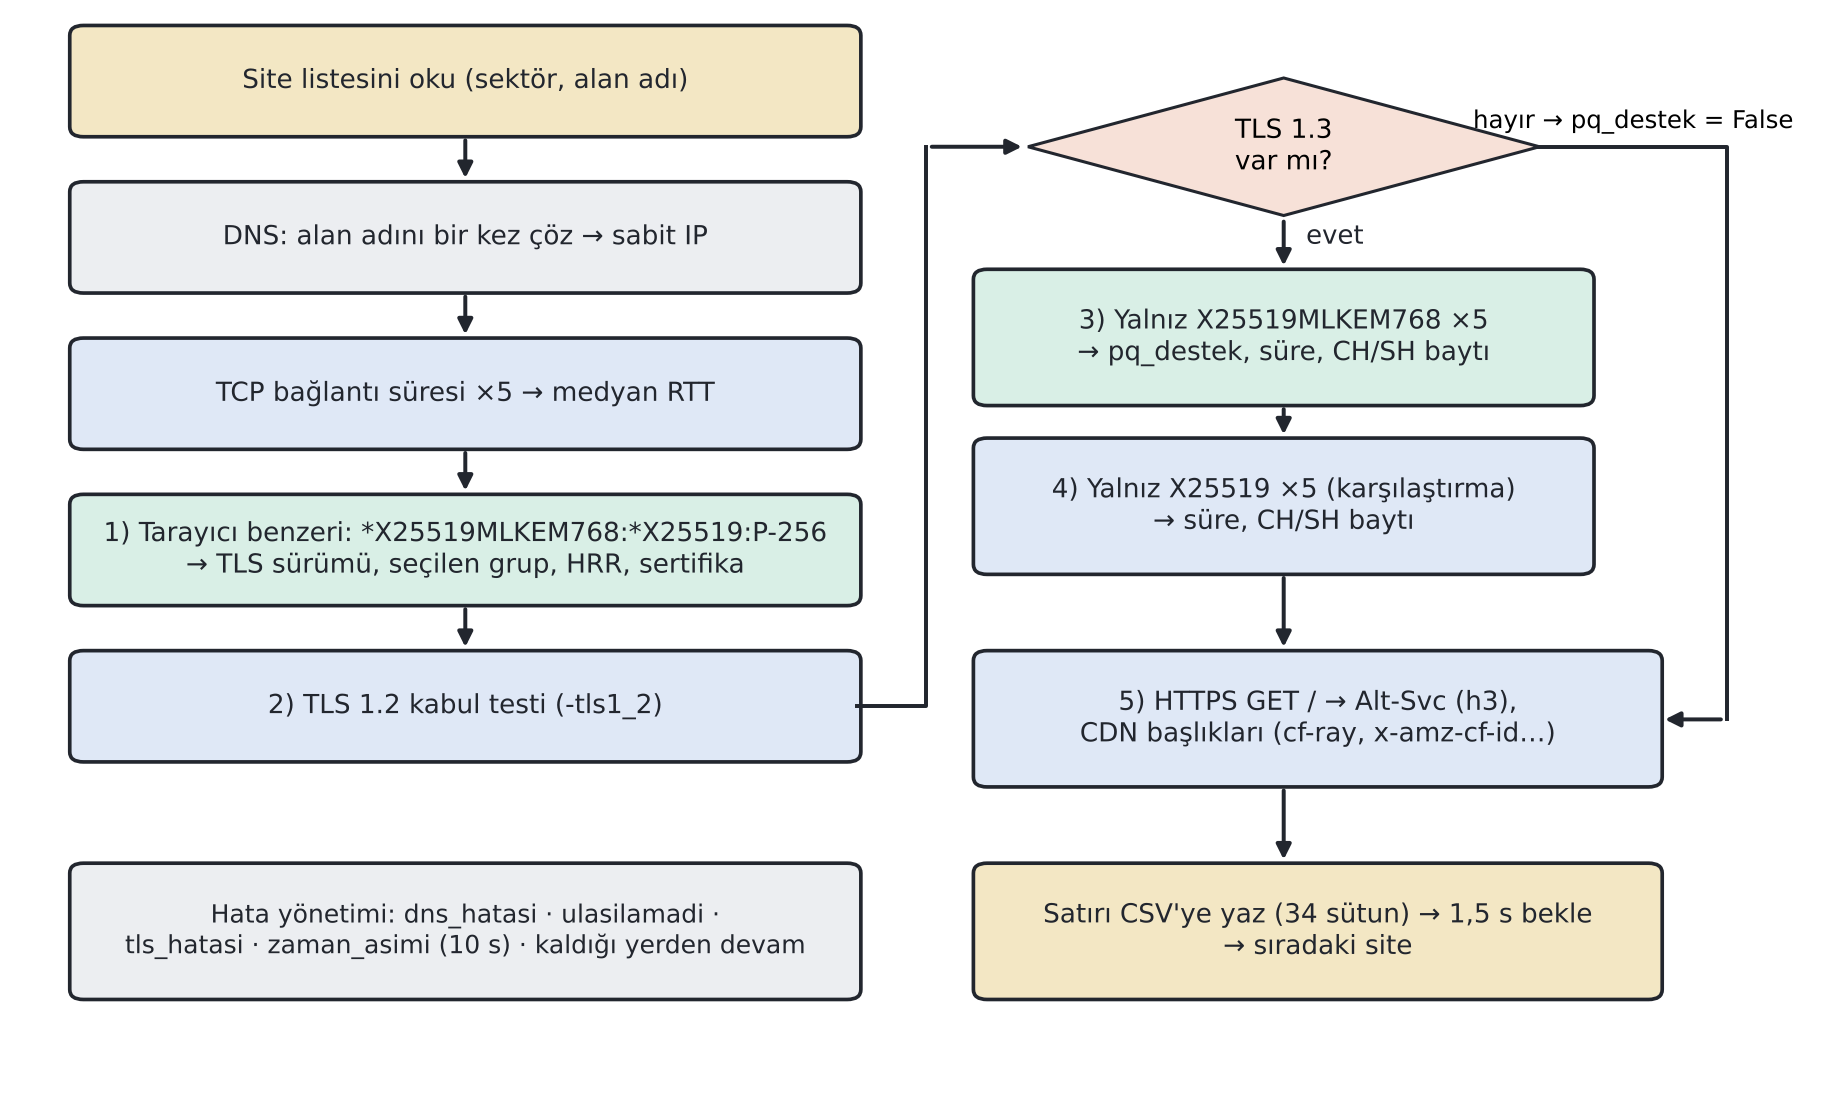 Site listesini oku (sektör, alan adı)
DNS: alan adını bir kez çöz → sabit IP
TCP bağlantı süresi ×5 → medyan RTT
1) Tarayıcı benzeri: *X25519MLKEM768:*X25519:P-256
→ TLS sürümü, seçilen grup, HRR, sertifika
2) TLS 1.2 kabul testi (-tls1_2)
Hata yönetimi: dns_hatasi · ulasilamadi ·
tls_hatasi · zaman_asimi (10 s) · kaldığı yerden devam
TLS 1.3
var mı?
hayır → pq_destek = False
evet
3) Yalnız X25519MLKEM768 ×5
→ pq_destek, süre, CH/SH baytı
4) Yalnız X25519 ×5 (karşılaştırma)
→ süre, CH/SH baytı
5) HTTPS GET / → Alt-Svc (h3),
CDN başlıkları (cf-ray, x-amz-cf-id…)
Satırı CSV'ye yaz (34 sütun) → 1,5 s bekle
→ sıradaki site